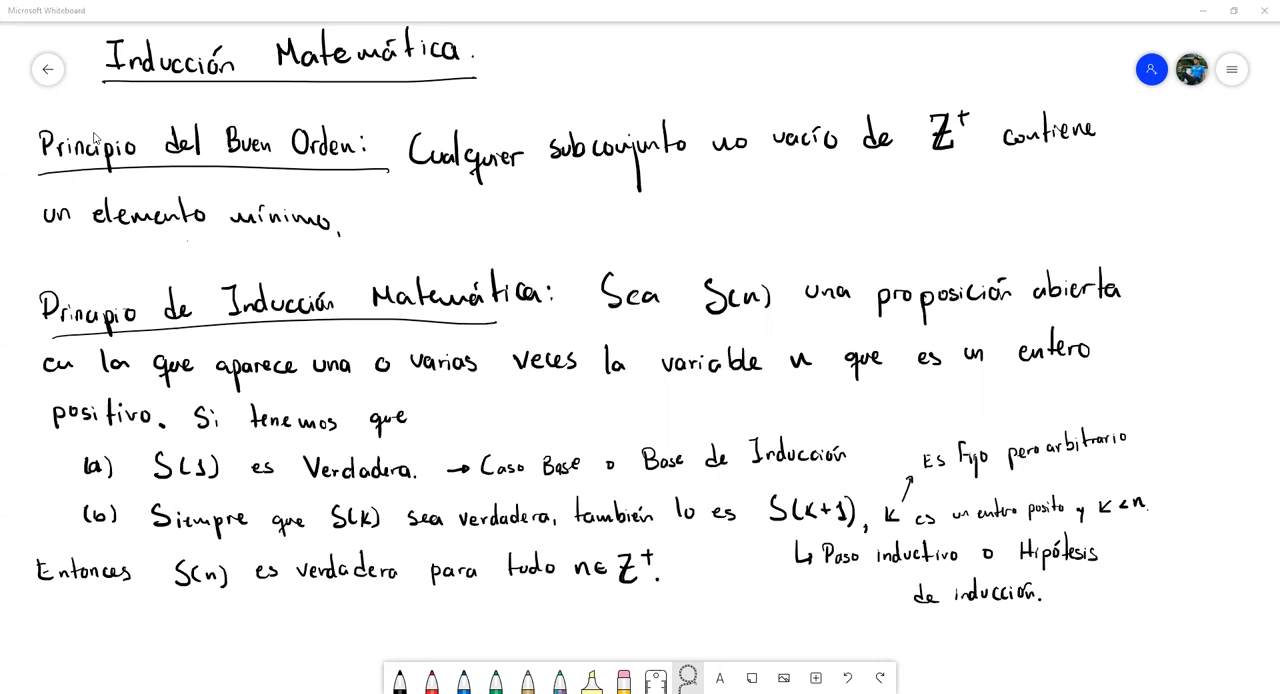 Microsoft Whiteboard
Inducción Matemática.
Principio del Buen Orden: Cualquier subconjunto no vacío de Z⁺ contiene
un elemento mínimo.
Principio de Inducción Matemática: Sea S(n) una proposición abierta
en la que aparece una o varias veces la variable n que es un entero
positivo. Si tenemos que
(a) S(1) es Verdadera. → Caso Base o Base de Inducción
Es Fijo pero arbitrario
(b) Siempre que S(k) sea verdadera, también lo es S(k+1), k es un entero posito y k<n.
↳ Paso inductivo o Hipótesis
de inducción.
Entonces S(n) es verdadera para todo n∈Z⁺.
A